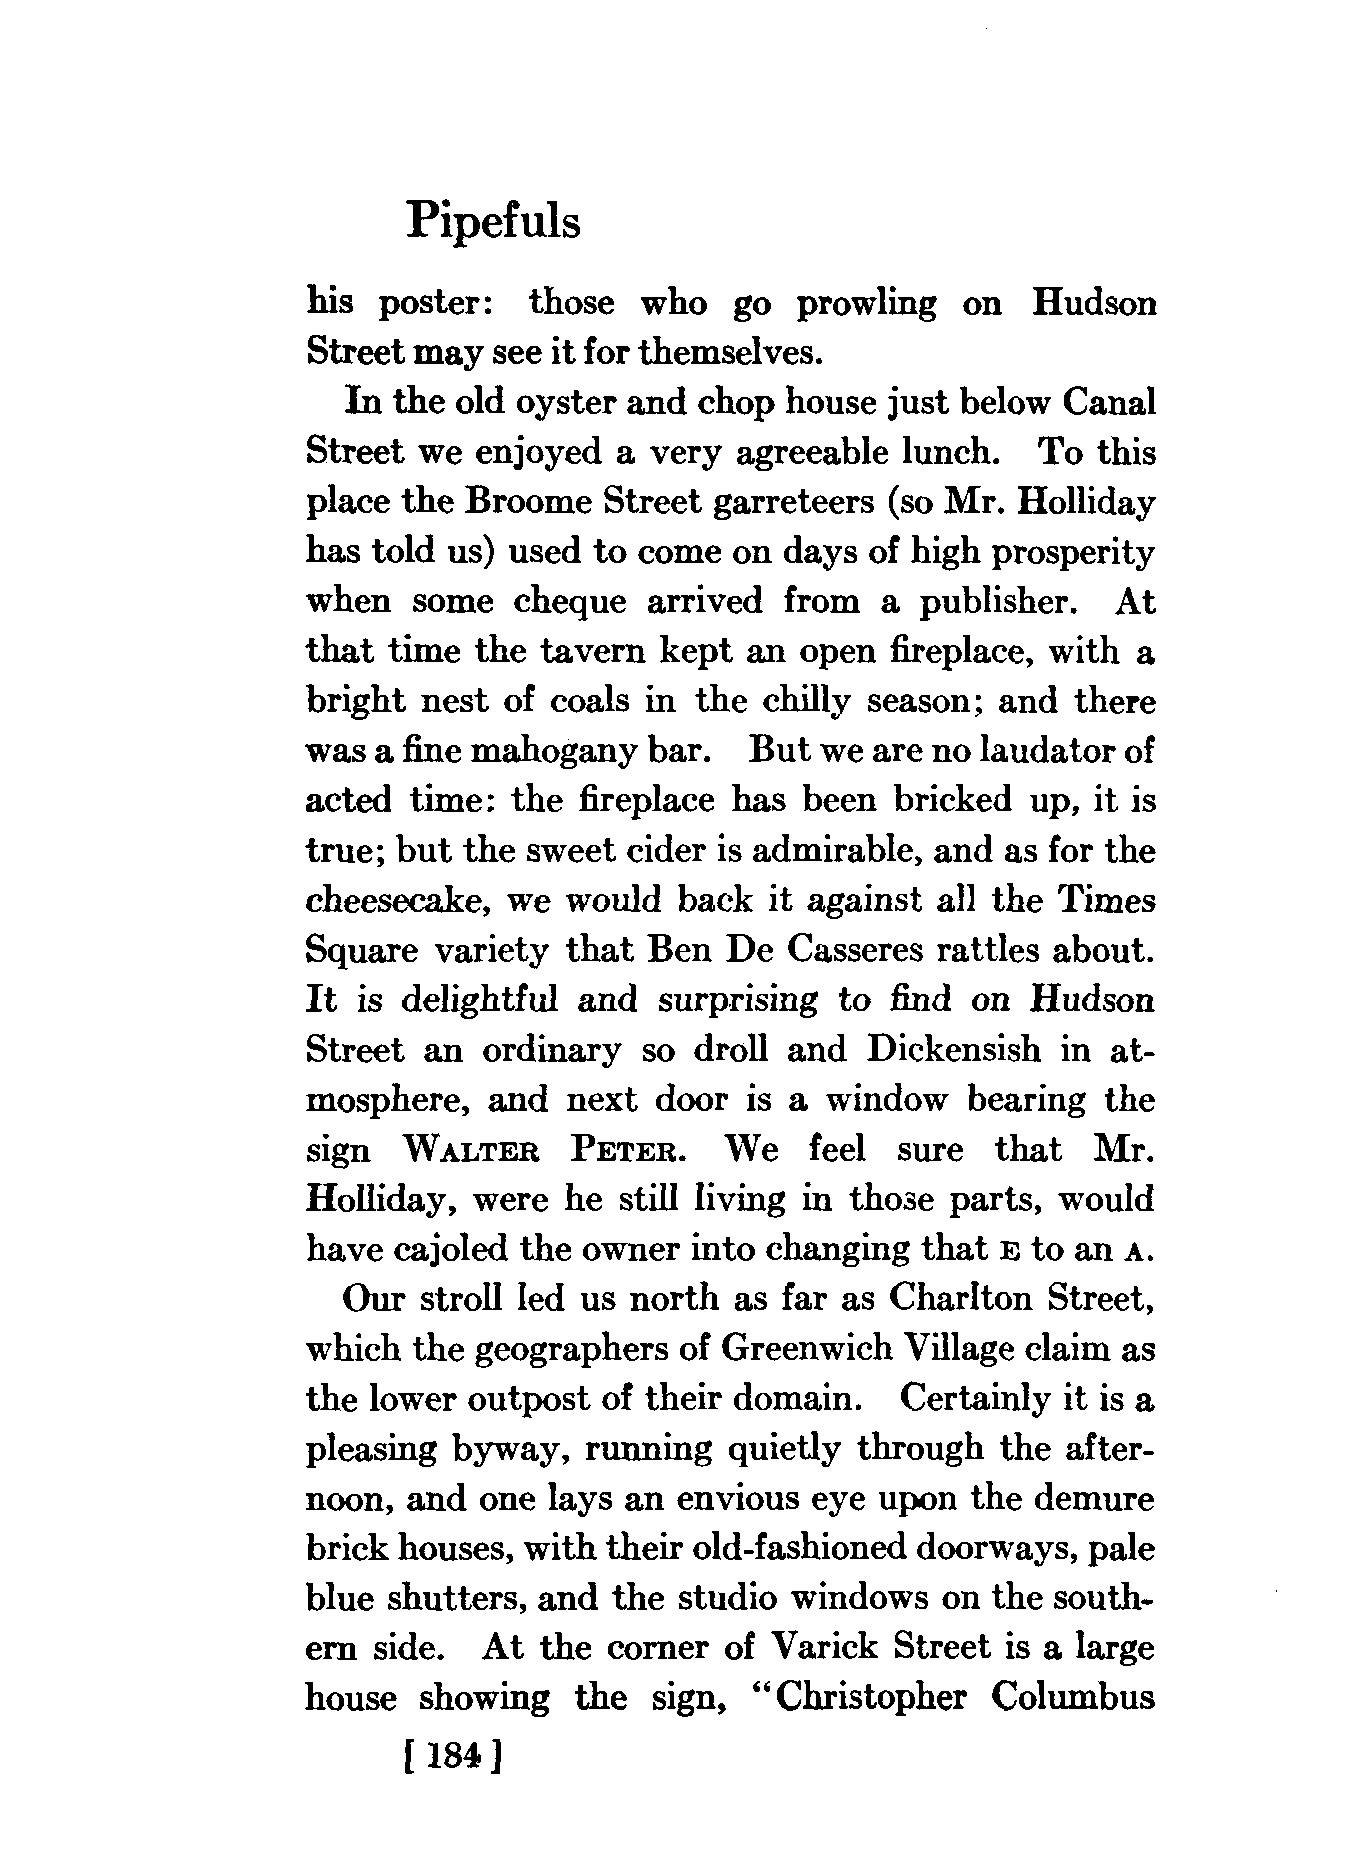 Pipefuls
his poster: those who go prowling on Hudson
Street may see it for themselves.
In the old oyster and chop house just below Canal
Street we enjoyed a very agreeable lunch. To this
place the Broome Street garreteers (so Mr. Holliday
has told us) used to come on days of high prosperity
when some cheque arrived from a publisher. At
that time the tavern kept an open fireplace, with a
bright nest of coals in the chilly season; and there
was a fine mahogany bar. But we are no laudator of
acted time: the fireplace has been bricked up, it is
true; but the sweet cider is admirable, and as for the
cheesecake, we would back it against all the Times
Square variety that Ben De Casseres rattles about.
It is delightful and surprising to find on Hudson
Street an ordinary so droll and Dickensish in at-
mosphere, and next door is a window bearing the
sign WALTER PETER. We feel sure that Mr.
Holliday, were he still living in those parts, would
have cajoled the owner into changing that E to an A.
Our stroll led us north as far as Charlton Street,
which the geographers of Greenwich Village claim as
the lower outpost of their domain. Certainly it is a
pleasing byway, running quietly through the after-
noon, and one lays an envious eye upon the demure
brick houses, with their old-fashioned doorways, pale
blue shutters, and the studio windows on the south-
ern side. At the corner of Varick Street is a large
house showing the sign, “Christopher Columbus
[ 184 ]